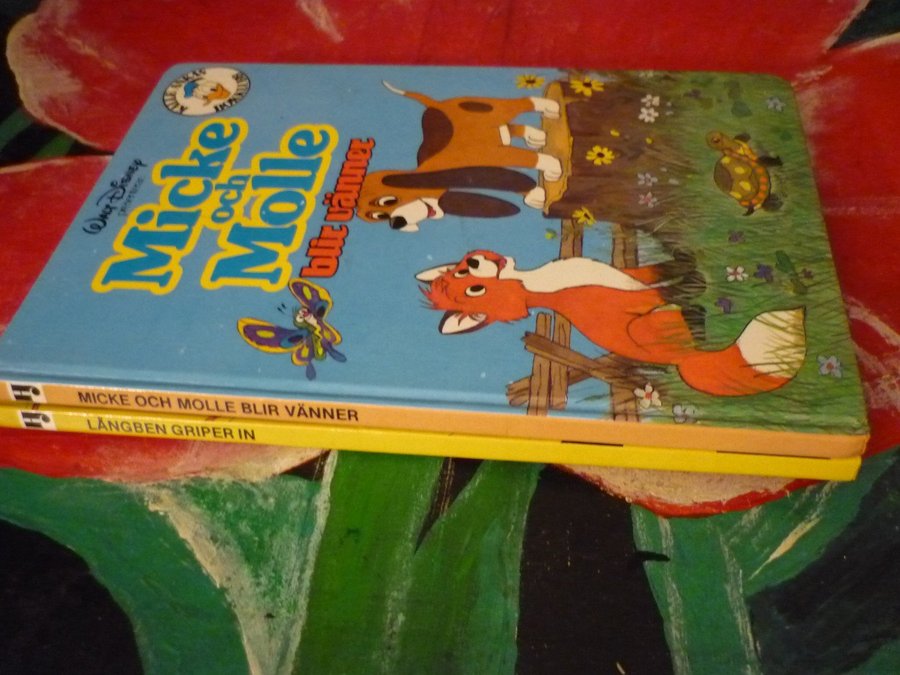 WALT DISNEY
Micke
och
Molle
blir vänner
MICKE OCH MOLLE BLIR VÄNNER
LÅNGBEN GRIPER IN